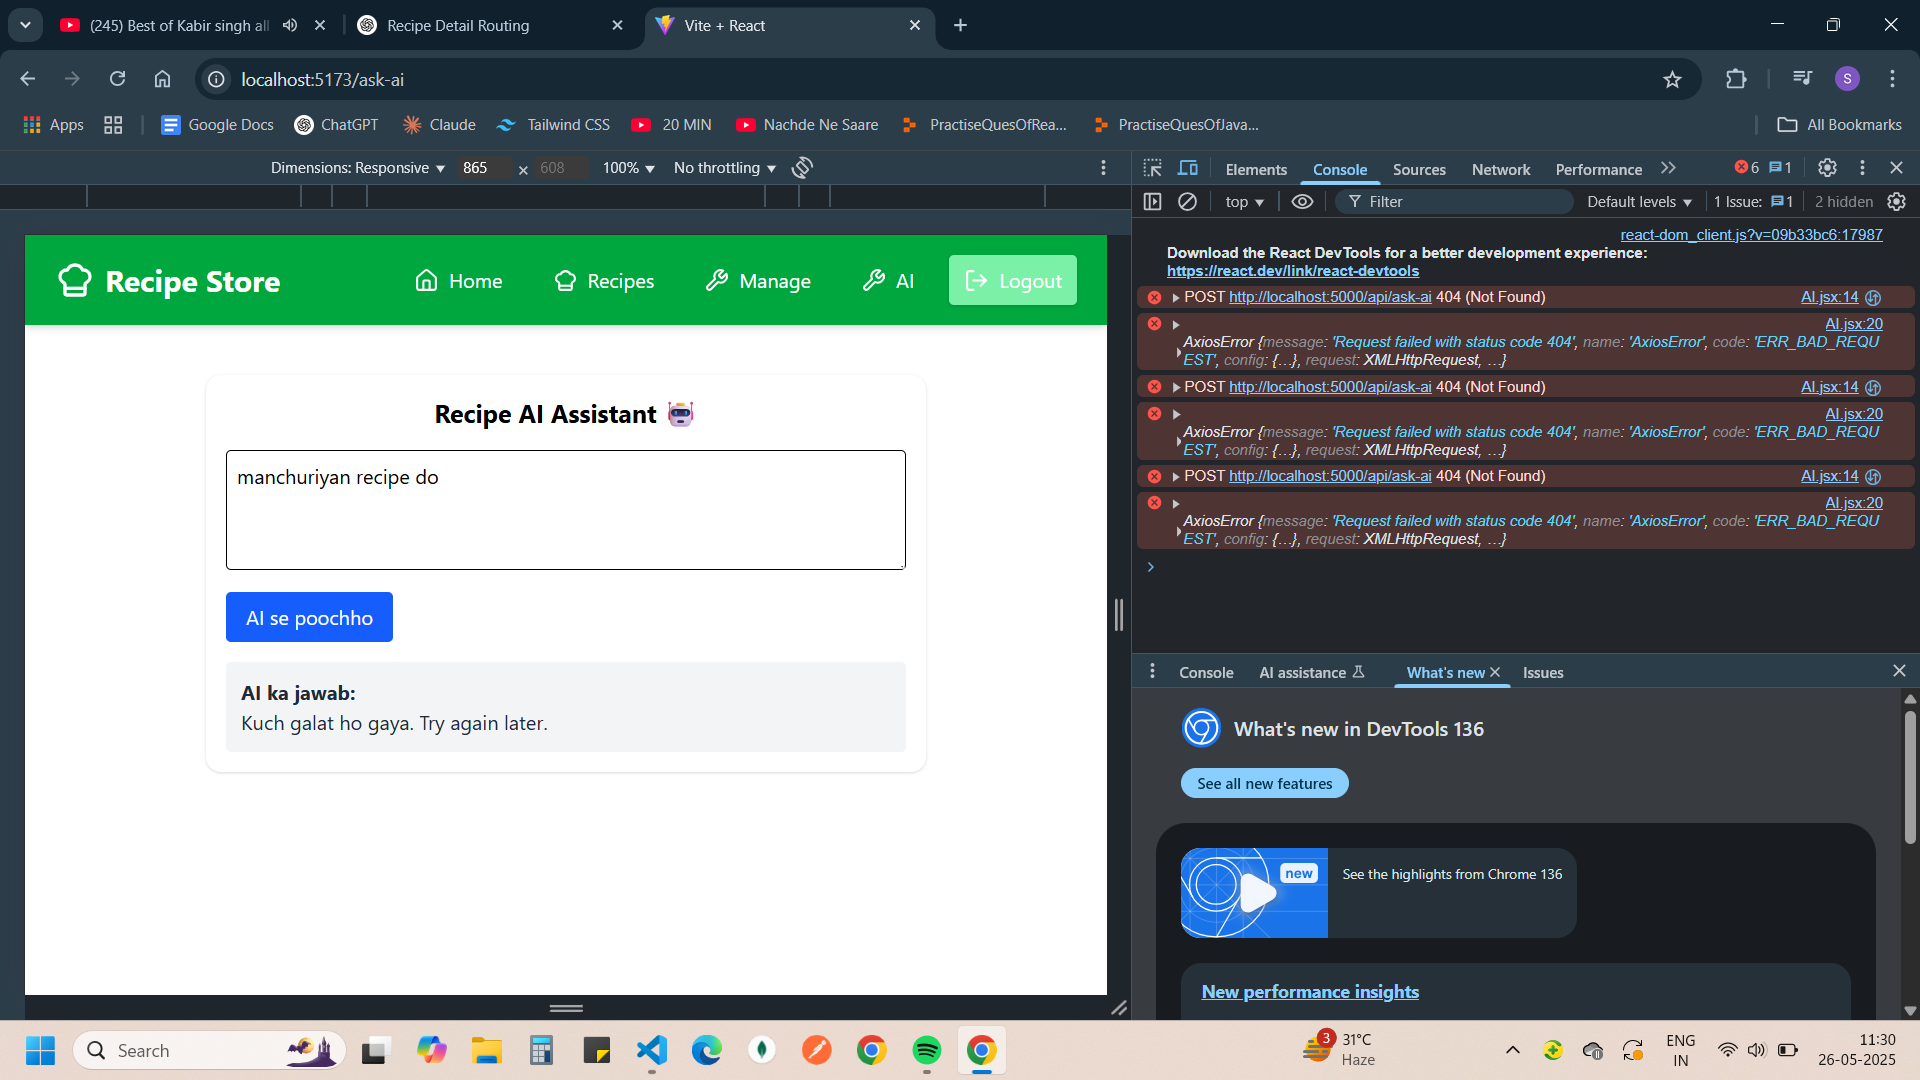 (245) Best of Kabir singh all
Recipe Detail Routing
Vite + React
localhost:5173/ask-ai
S
Apps
Google Docs
ChatGPT
Claude
Tailwind CSS
20 MIN
Nachde Ne Saare
PractiseQuesOfRea...
PractiseQuesOfJava...
All Bookmarks
Dimensions: Responsive 865 × 608 100% No throttling
Elements Console Sources Network Performance 6 1
top Filter Default levels 1 Issue: 1 2 hidden
Recipe Store
Home
Recipes
Manage
AI
Logout
Recipe AI Assistant
manchuriyan recipe do
AI se poochho
AI ka jawab:
Kuch galat ho gaya. Try again later.
react-dom_client.js?v=09b33bc6:17987
Download the React DevTools for a better development experience:
https://react.dev/link/react-devtools
POST http://localhost:5000/api/ask-ai 404 (Not Found) AI.jsx:14
AI.jsx:20
AxiosError {message: 'Request failed with status code 404', name: 'AxiosError', code: 'ERR_BAD_REQU
EST', config: {…}, request: XMLHttpRequest, …}
POST http://localhost:5000/api/ask-ai 404 (Not Found) AI.jsx:14
AI.jsx:20
AxiosError {message: 'Request failed with status code 404', name: 'AxiosError', code: 'ERR_BAD_REQU
EST', config: {…}, request: XMLHttpRequest, …}
POST http://localhost:5000/api/ask-ai 404 (Not Found) AI.jsx:14
AI.jsx:20
AxiosError {message: 'Request failed with status code 404', name: 'AxiosError', code: 'ERR_BAD_REQU
EST', config: {…}, request: XMLHttpRequest, …}
Console AI assistance What's new Issues
What's new in DevTools 136
See all new features
new
See the highlights from Chrome 136
New performance insights
Search
3
31°C
Haze
ENG
IN
11:30
26-05-2025